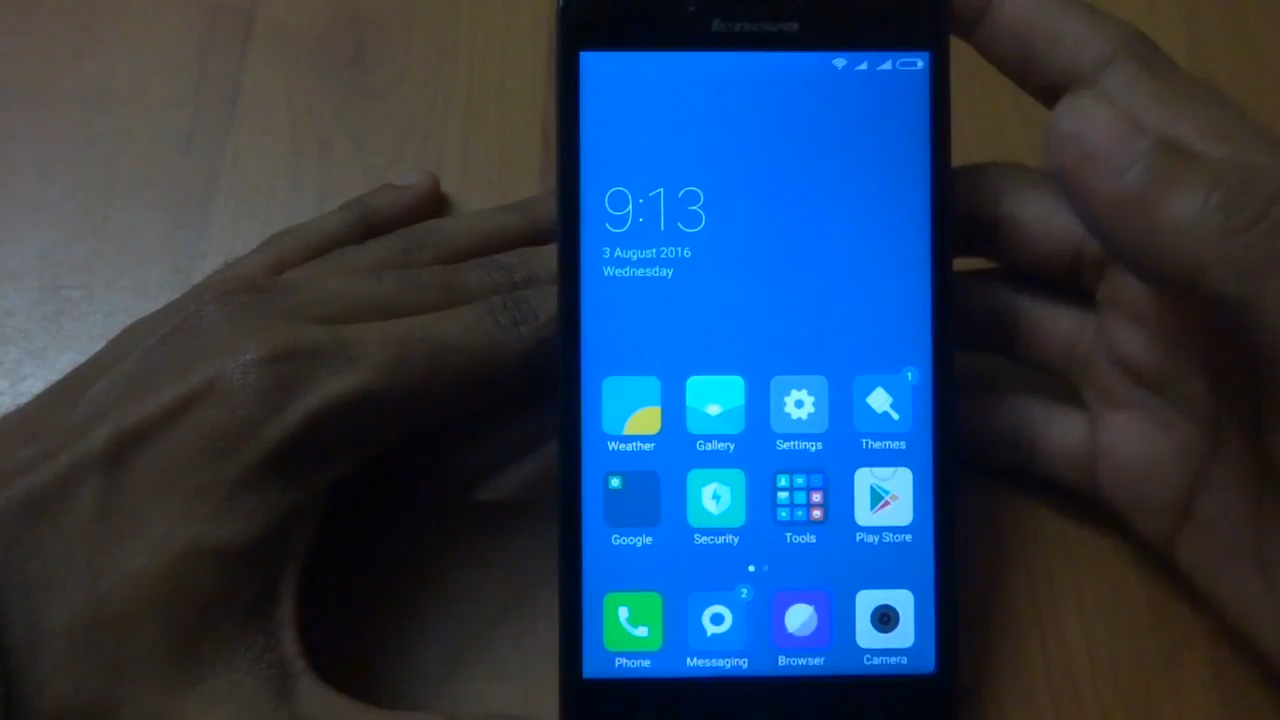 lenovo
9:13
3 August 2016
Wednesday
1
Weather Gallery Settings Themes
Google Security Tools Play Store
2
Phone Messaging Browser Camera